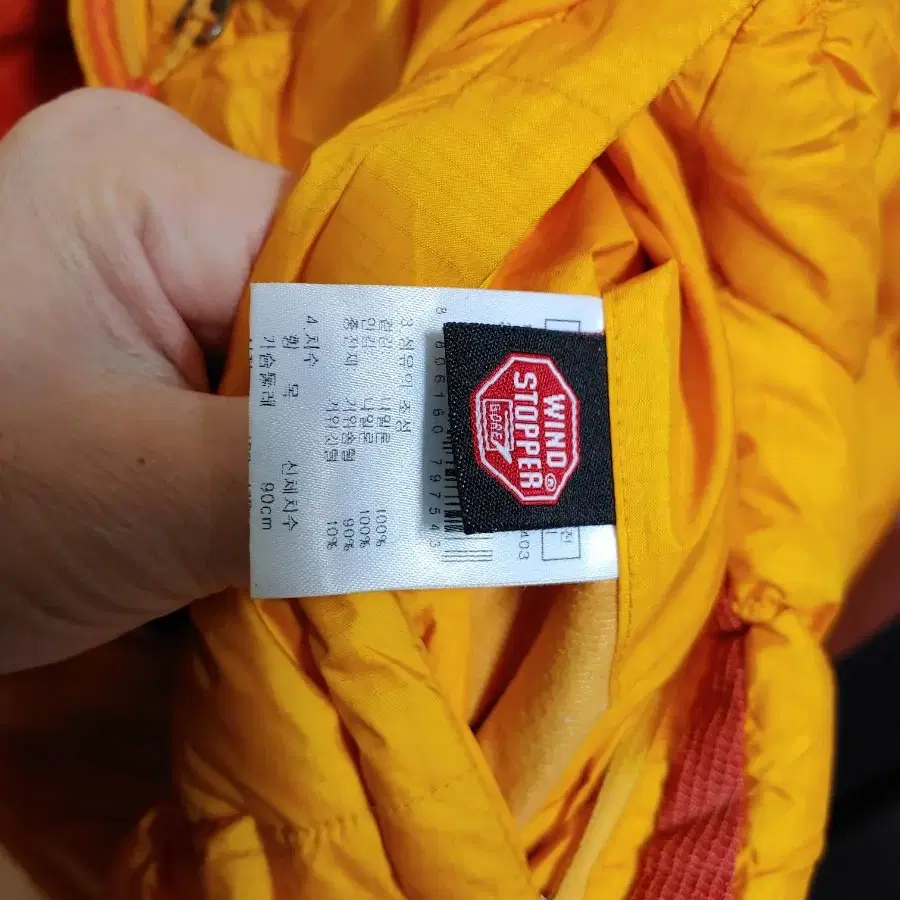 WIND
STOPPER®
GORE
8 806160 797543
403
3.섬유의 조성
겉감: 나일론 100%
안감: 나일론 100%
충전재 거위솜털 90%
거위깃털 10%
4.치수
항 목 신체치수
가슴둘레 90cm